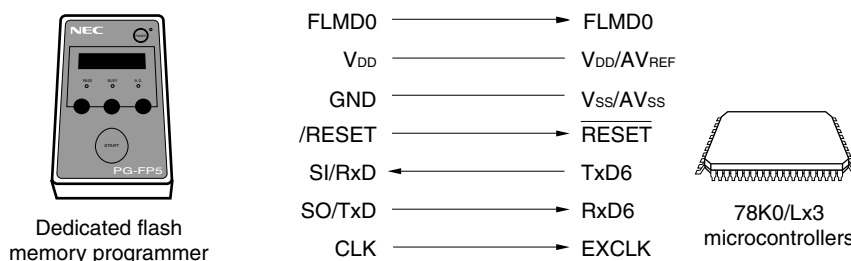 NEC
PASS BUSY N.G
START
PG-FP5
Dedicated flash
memory programmer
FLMD0 FLMD0
VDD VDD/AVREF
GND VSS/AVSS
/RESET RESET
SI/RxD TxD6
SO/TxD RxD6
CLK EXCLK
78K0/Lx3
microcontrollers